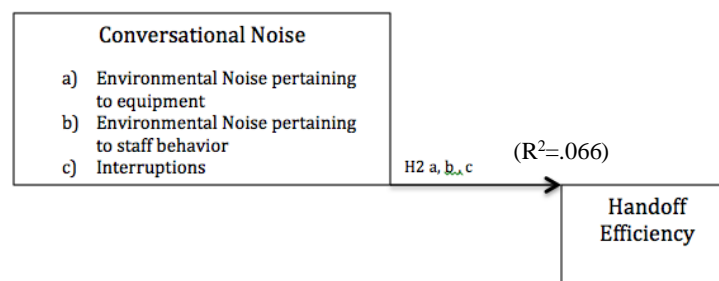 Conversational Noise
a) Environmental Noise pertaining
to equipment
b) Environmental Noise pertaining
to staff behavior
c) Interruptions
H2 a, b, c
(R²=.066)
Handoff
Efficiency